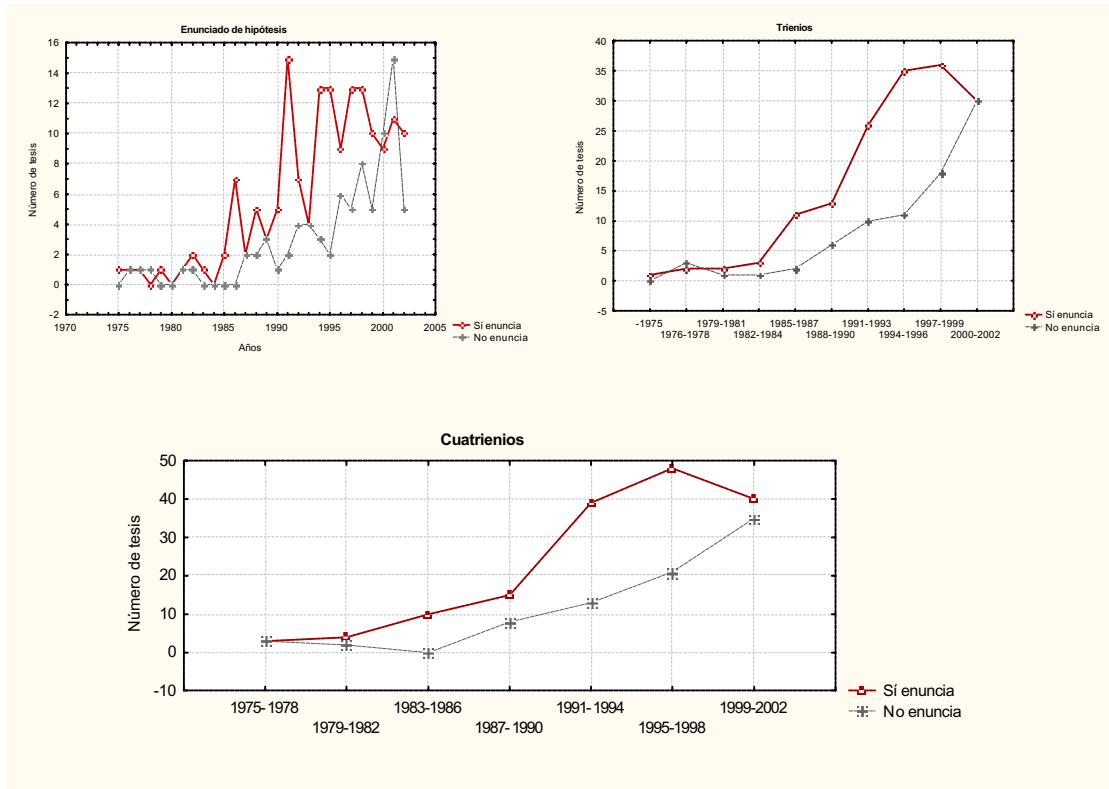 Enunciado de hipótesis
16
14
12
10
8
6
4
2
0
-2
Número de tesis
1970 1975 1980 1985 1990 1995 2000 2005
Años
Sí enuncia
No enuncia
Trienios
40
35
30
25
20
15
10
5
0
-5
Número de tesis
-1975 1979-1981 1985-1987 1991-1993 1997-1999
1976-1978 1982-1984 1988-1990 1994-1996 2000-2002
Sí enuncia
No enuncia
Cuatrienios
50
40
30
20
10
0
-10
Número de tesis
1975-1978 1983-1986 1991-1994 1999-2002
1979-1982 1987-1990 1995-1998
Sí enuncia
No enuncia